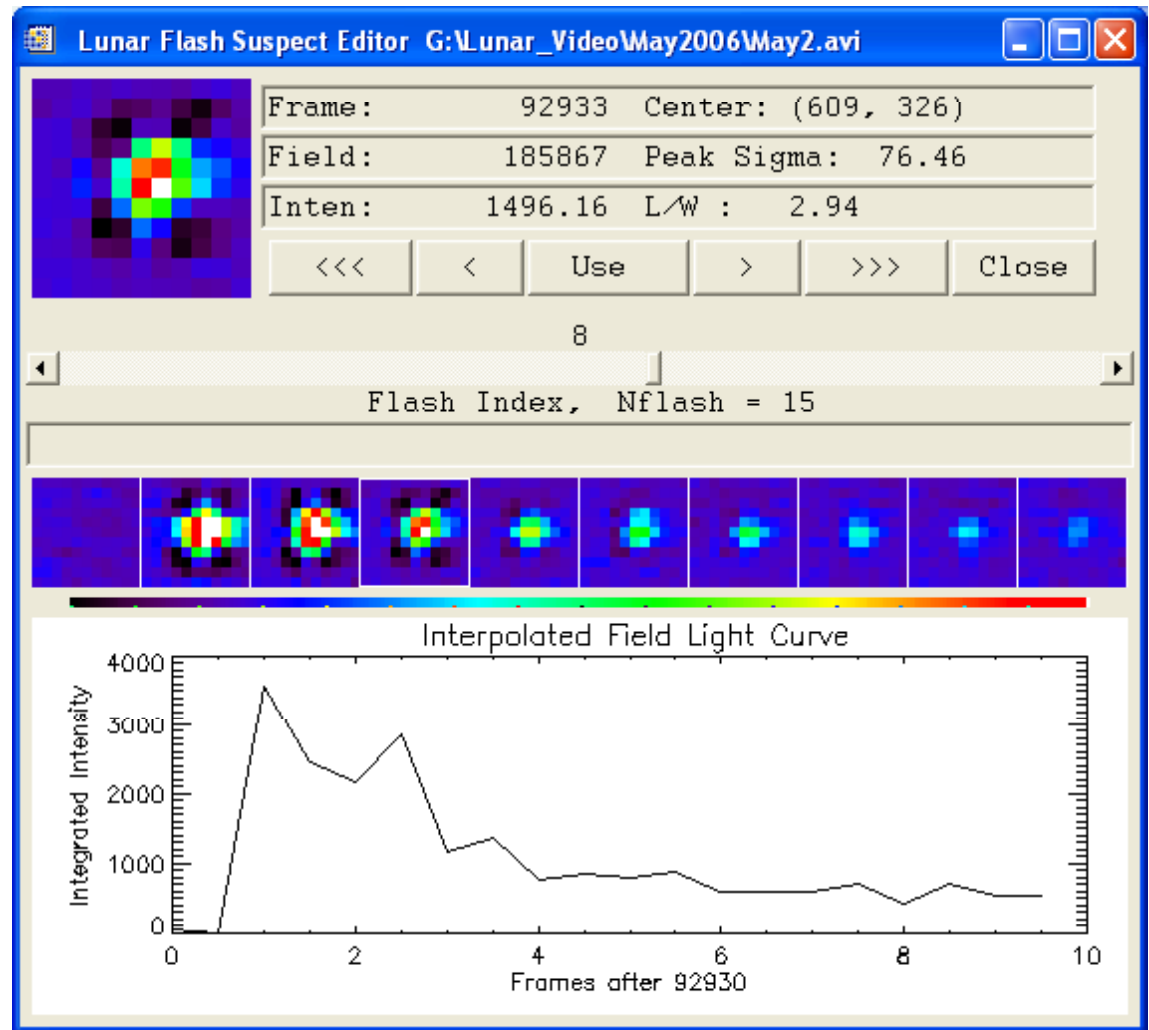 Lunar Flash Suspect Editor G:\Lunar_Video\May2006\May2.avi
Frame: 92933 Center: (609, 326)
Field: 185867 Peak Sigma: 76.46
Inten: 1496.16 L/W : 2.94
<<< < Use > >>> Close
8
Flash Index, Nflash = 15
Interpolated Field Light Curve
Integrated Intensity
4000
3000
2000
1000
0
0 2 4 6 8 10
Frames after 92930